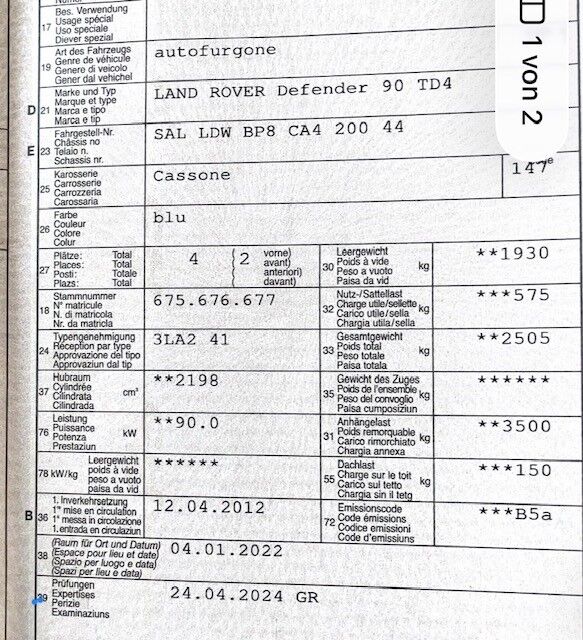 17 Bes. Verwendung
Usage spécial
Uso speciale
Diever spezial
19 Art des Fahrzeugs
Genre de véhicule
Genere di veicolo
Gener dal vehichel
autofurgone
D 21 Marke und Typ
Marque et type
Marca e tipo
Marca e tip
LAND ROVER Defender 90 TD4
E 23 Fahrgestell-Nr.
Châssis no
Telaio n.
Schassis nr.
SAL LDW BP8 CA4 200 44
25 Karosserie
Carrosserie
Carrozzeria
Carossaria
Cassone
147
26 Farbe
Couleur
Colore
Colur
blu
27 Plätze: Total
Places: Total
Posti: Totale
Plazs: Total
4 ( 2 vorne)
avant)
anteriori)
davant)
30 Leergewicht
Poids à vide
Peso a vuoto
Paisa da vid
kg
**1930
18 Stammnummer
N° matricule
N. di matricola
Nr. da matricla
675.676.677
32 Nutz-/Sattellast
Charge utile/sellette
Carico utile/sella
Chargia utila/sella
kg
***575
24 Typengenehmigung
Réception par type
Approvazione del tipo
Approvaziun dal tip
3LA2 41
33 Gesamtgewicht
Poids total
Peso totale
Paisa totala
kg
**2505
37 Hubraum
Cylindrée
Cilindrata
Cilindrada
cm³
**2198
35 Gewicht des Zuges
Poids de l'ensemble
Peso del convoglio
Paisa cumposiziun
kg
******
76 Leistung
Puissance
Potenza
Prestaziun
kW
**90.0
31 Anhängelast
Poids remorquable
Carico rimorchiato
Chargia annexa
kg
**3500
78 kW/kg Leergewicht
poids à vide
peso a vuoto
paisa da vid
******
55 Dachlast
Charge sur le toit
Carico sul tetto
Chargia sin il tetg
kg
***150
B 36 1. Inverkehrsetzung
1re mise en circulation
1a messa in circolazione
1. entrada en circulaziun
12.04.2012
72 Emissionscode
Code émissions
Codice emissioni
Code d'emissiuns
***B5a
38 (Raum für Ort und Datum)
(Espace pour lieu et date)
(Spazio per luogo e data)
(Spazi per lieu e data)
04.01.2022
39 Prüfungen
Expertises
Perizie
Examinaziuns
24.04.2024 GR
1 von 2